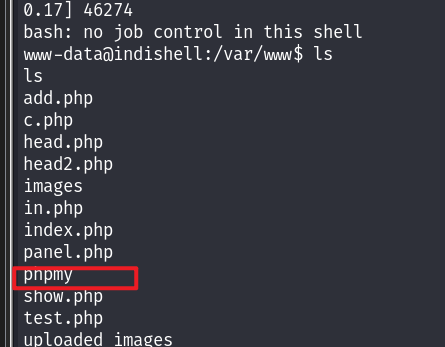 0.17] 46274
bash: no job control in this shell
www-data@indishell:/var/www$ ls
ls
add.php
c.php
head.php
head2.php
images
in.php
index.php
panel.php
phpmy
show.php
test.php
uploaded_images